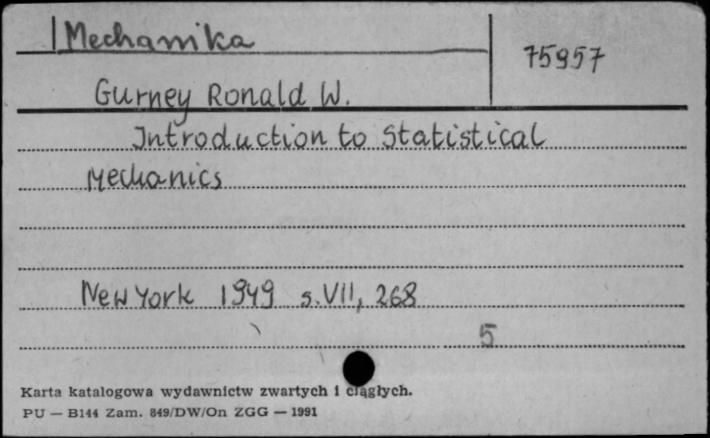 Mechanika
75957
Gurney Ronald W.
Introduction to Statistical
Mechanics
New York 1949 s. VII, 268
5
Karta katalogowa wydawnictw zwartych i ciągłych.
PU — B144 Zam. 849/DW/On ZGG — 1991